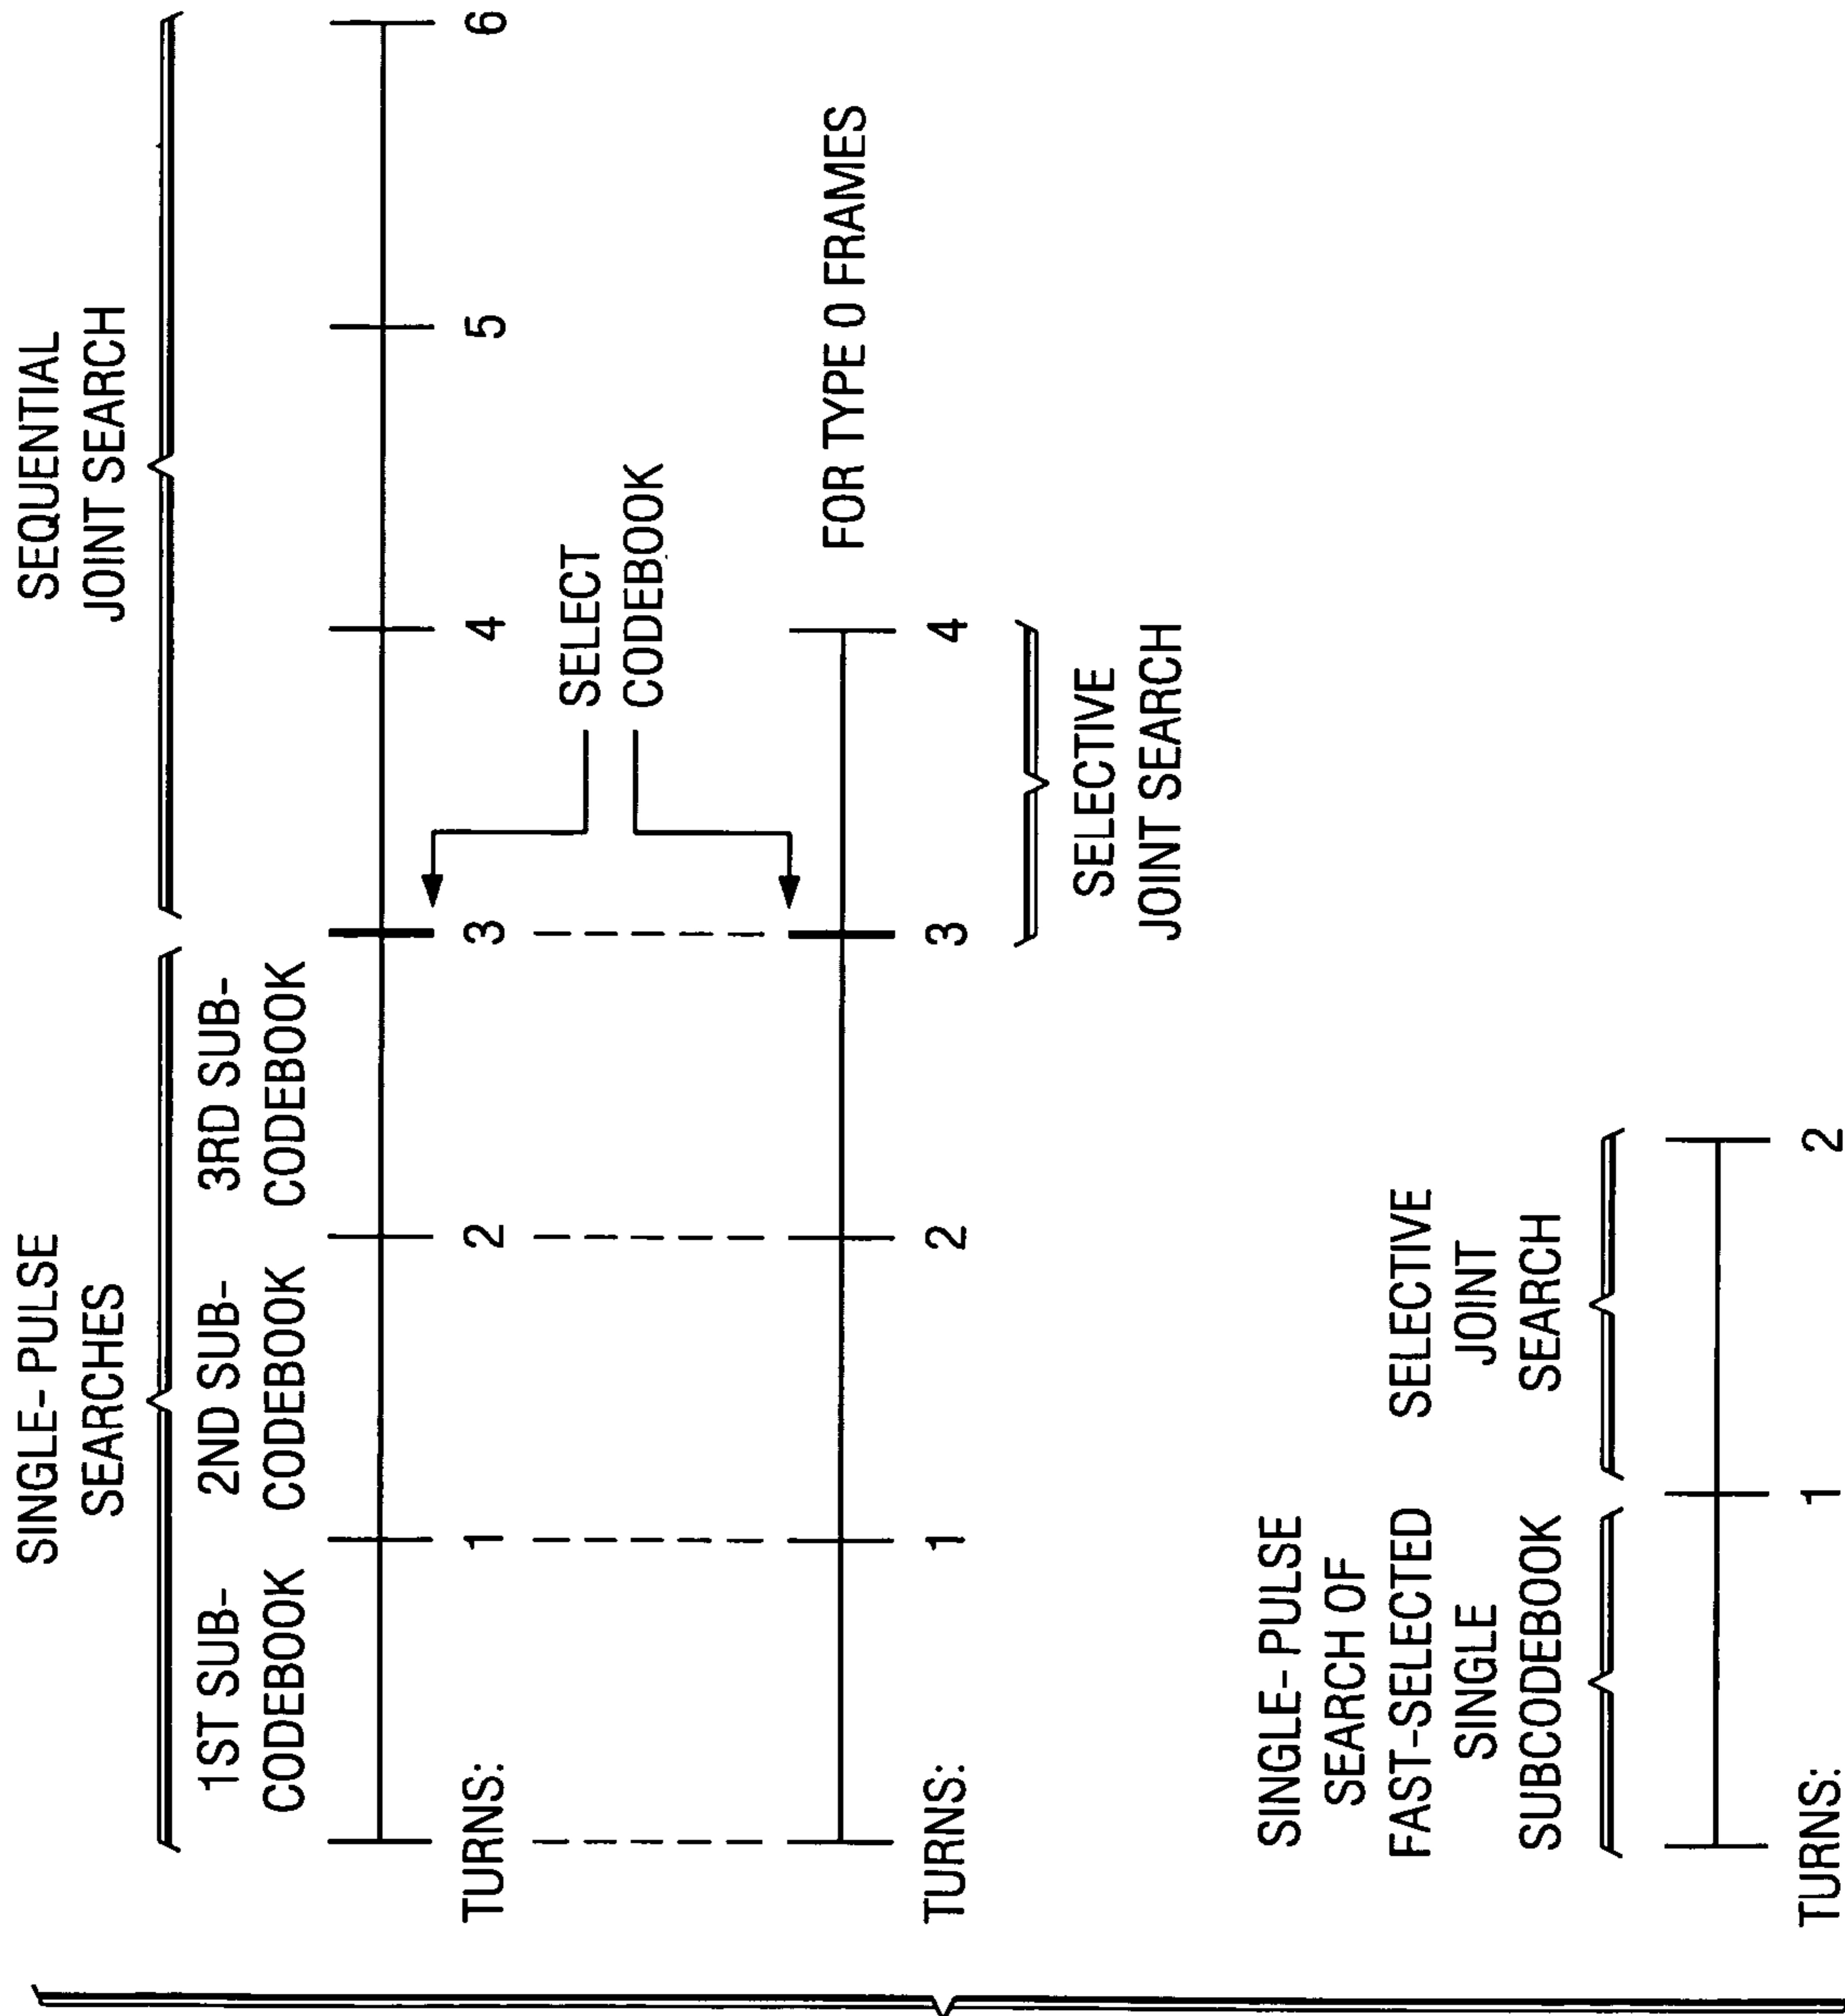 SINGLE-PULSE
SEARCHES
SEQUENTIAL
JOINT SEARCH
1ST SUB-
CODEBOOK
2ND SUB-
CODEBOOK
3RD SUB-
CODEBOOK
TURNS: 1 2 3 4 5 6
SELECT
CODEBOOK
FOR TYPE 0 FRAMES
TURNS: 1 2 3 4
SELECTIVE
JOINT SEARCH
SINGLE-PULSE
SEARCH OF
FAST-SELECTED
SINGLE
SUBCODEBOOK
SELECTIVE
JOINT
SEARCH
TURNS: 1 2